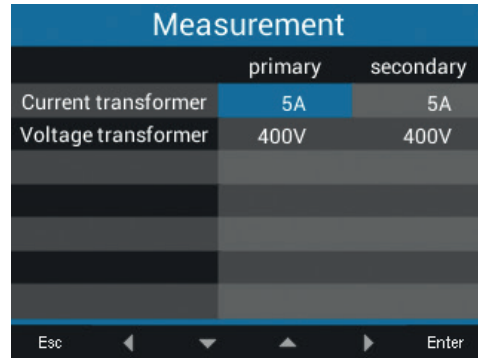 Measurement
primary secondary
Current transformer 5A 5A
Voltage transformer 400V 400V
Esc Enter